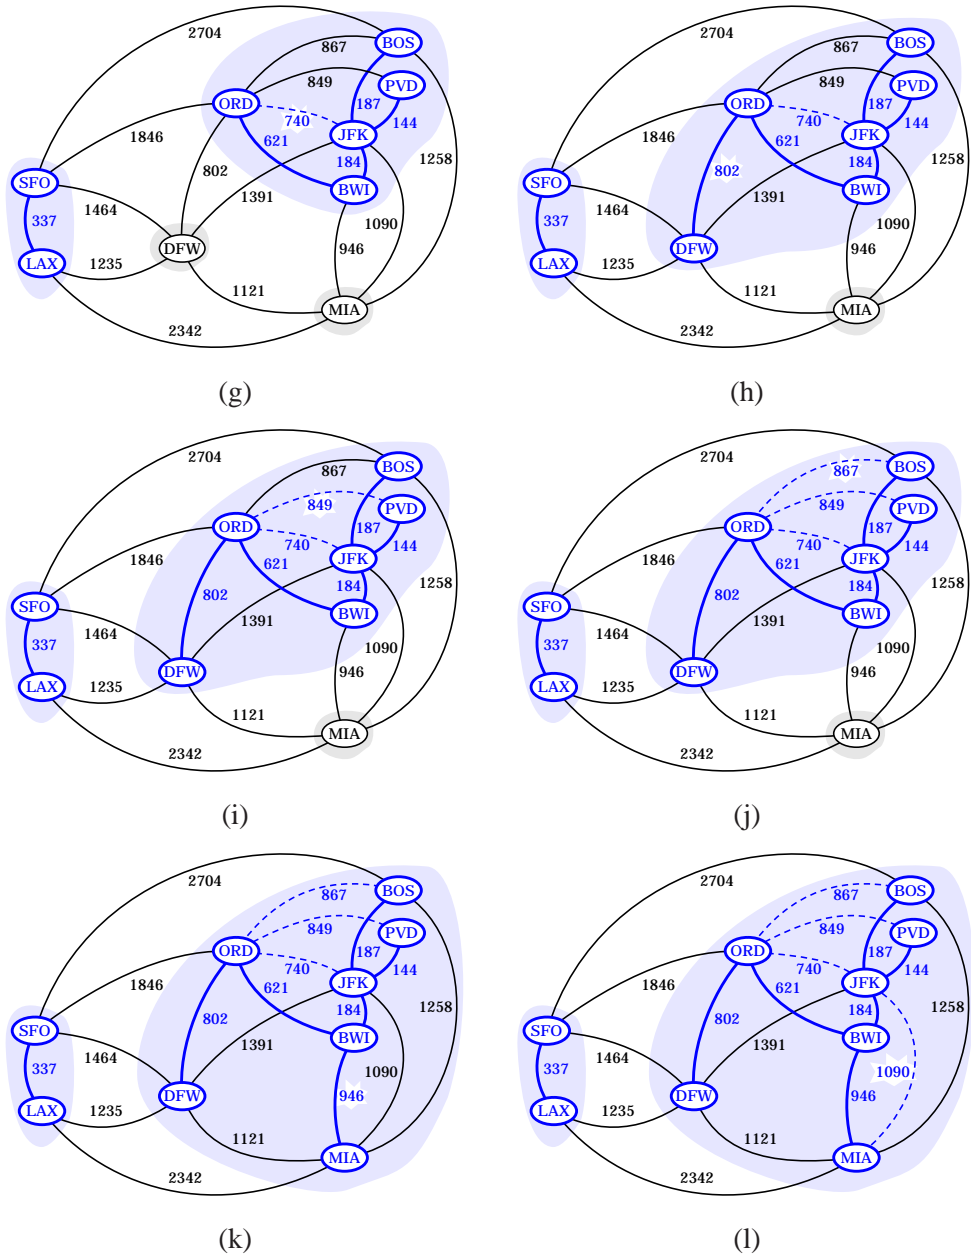 2704
BOS
867
849
PVD
ORD
187
144
740
JFK
1846
621
184
1258
802
SFO
BWI
1391
1464
337
1090
DFW
946
LAX
1235
1121
MIA
2342
(g)
2704
BOS
867
849
PVD
ORD
187
144
740
JFK
1846
621
184
1258
802
SFO
BWI
1391
1464
337
1090
DFW
946
LAX
1235
1121
MIA
2342
(h)
2704
BOS
867
849
PVD
ORD
187
144
740
JFK
1846
621
184
1258
802
SFO
BWI
1391
1464
337
1090
DFW
946
LAX
1235
1121
MIA
2342
(i)
2704
BOS
867
849
PVD
ORD
187
144
740
JFK
1846
621
184
1258
802
SFO
BWI
1391
1464
337
1090
DFW
946
LAX
1235
1121
MIA
2342
(j)
2704
BOS
867
849
PVD
ORD
187
144
740
JFK
1846
621
184
1258
802
SFO
BWI
1391
1464
337
1090
DFW
946
LAX
1235
1121
MIA
2342
(k)
2704
BOS
867
849
PVD
ORD
187
144
740
JFK
1846
621
184
1258
802
SFO
BWI
1391
1464
337
1090
DFW
946
LAX
1235
1121
MIA
2342
(l)